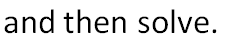 and then solve.